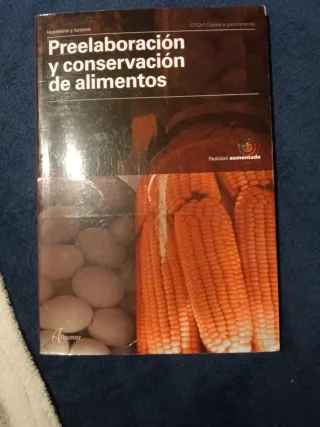 Hostelería y turismo
CFGM Cocina y gastronomía
Preelaboración
y conservación
de alimentos
Realidad aumentada
Altamar